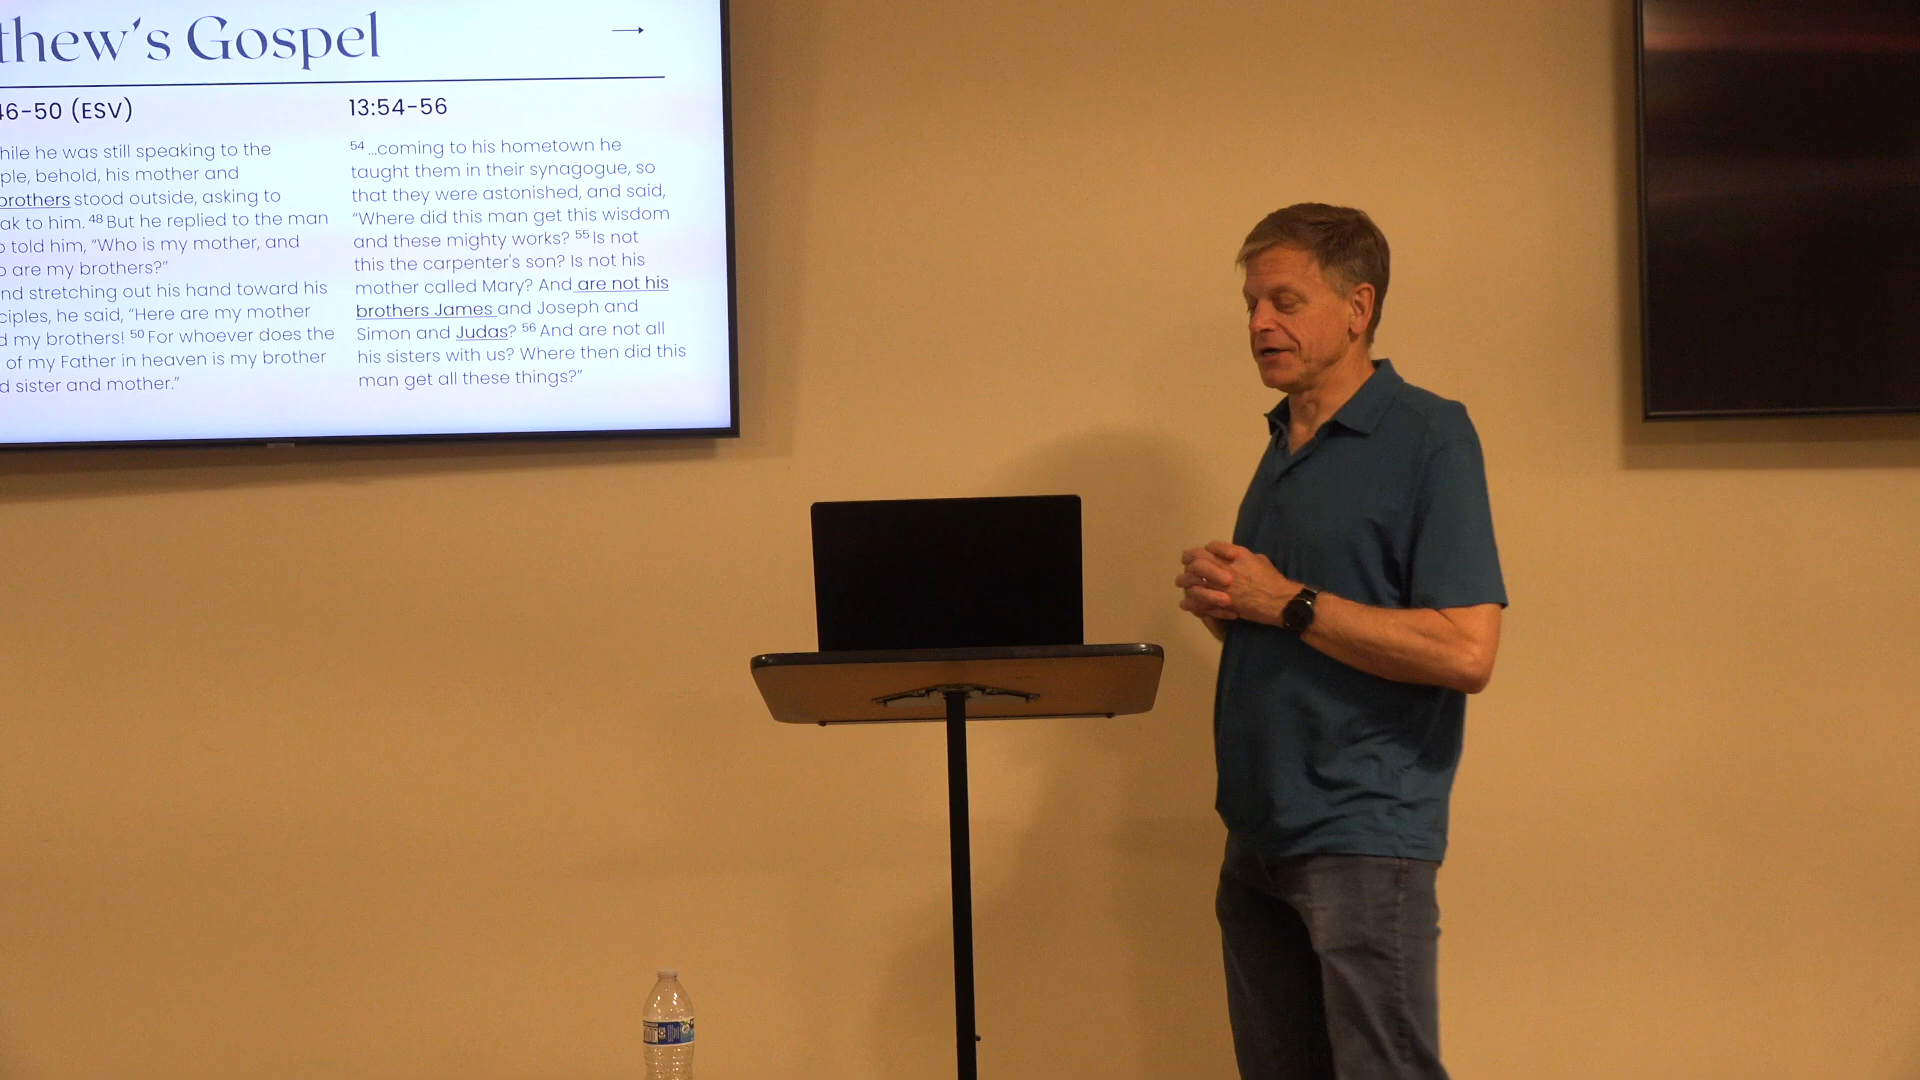 thew's Gospel →
46-50 (ESV)
hile he was still speaking to the
ple, behold, his mother and
brothers stood outside, asking to
ak to him. 48 But he replied to the man
o told him, "Who is my mother, and
o are my brothers?"
nd stretching out his hand toward his
ciples, he said, "Here are my mother
d my brothers! 50 For whoever does the
of my Father in heaven is my brother
d sister and mother."
13:54-56
54 ...coming to his hometown he
taught them in their synagogue, so
that they were astonished, and said,
"Where did this man get this wisdom
and these mighty works? 55 Is not
this the carpenter's son? Is not his
mother called Mary? And are not his
brothers James and Joseph and
Simon and Judas? 56 And are not all
his sisters with us? Where then did this
man get all these things?"